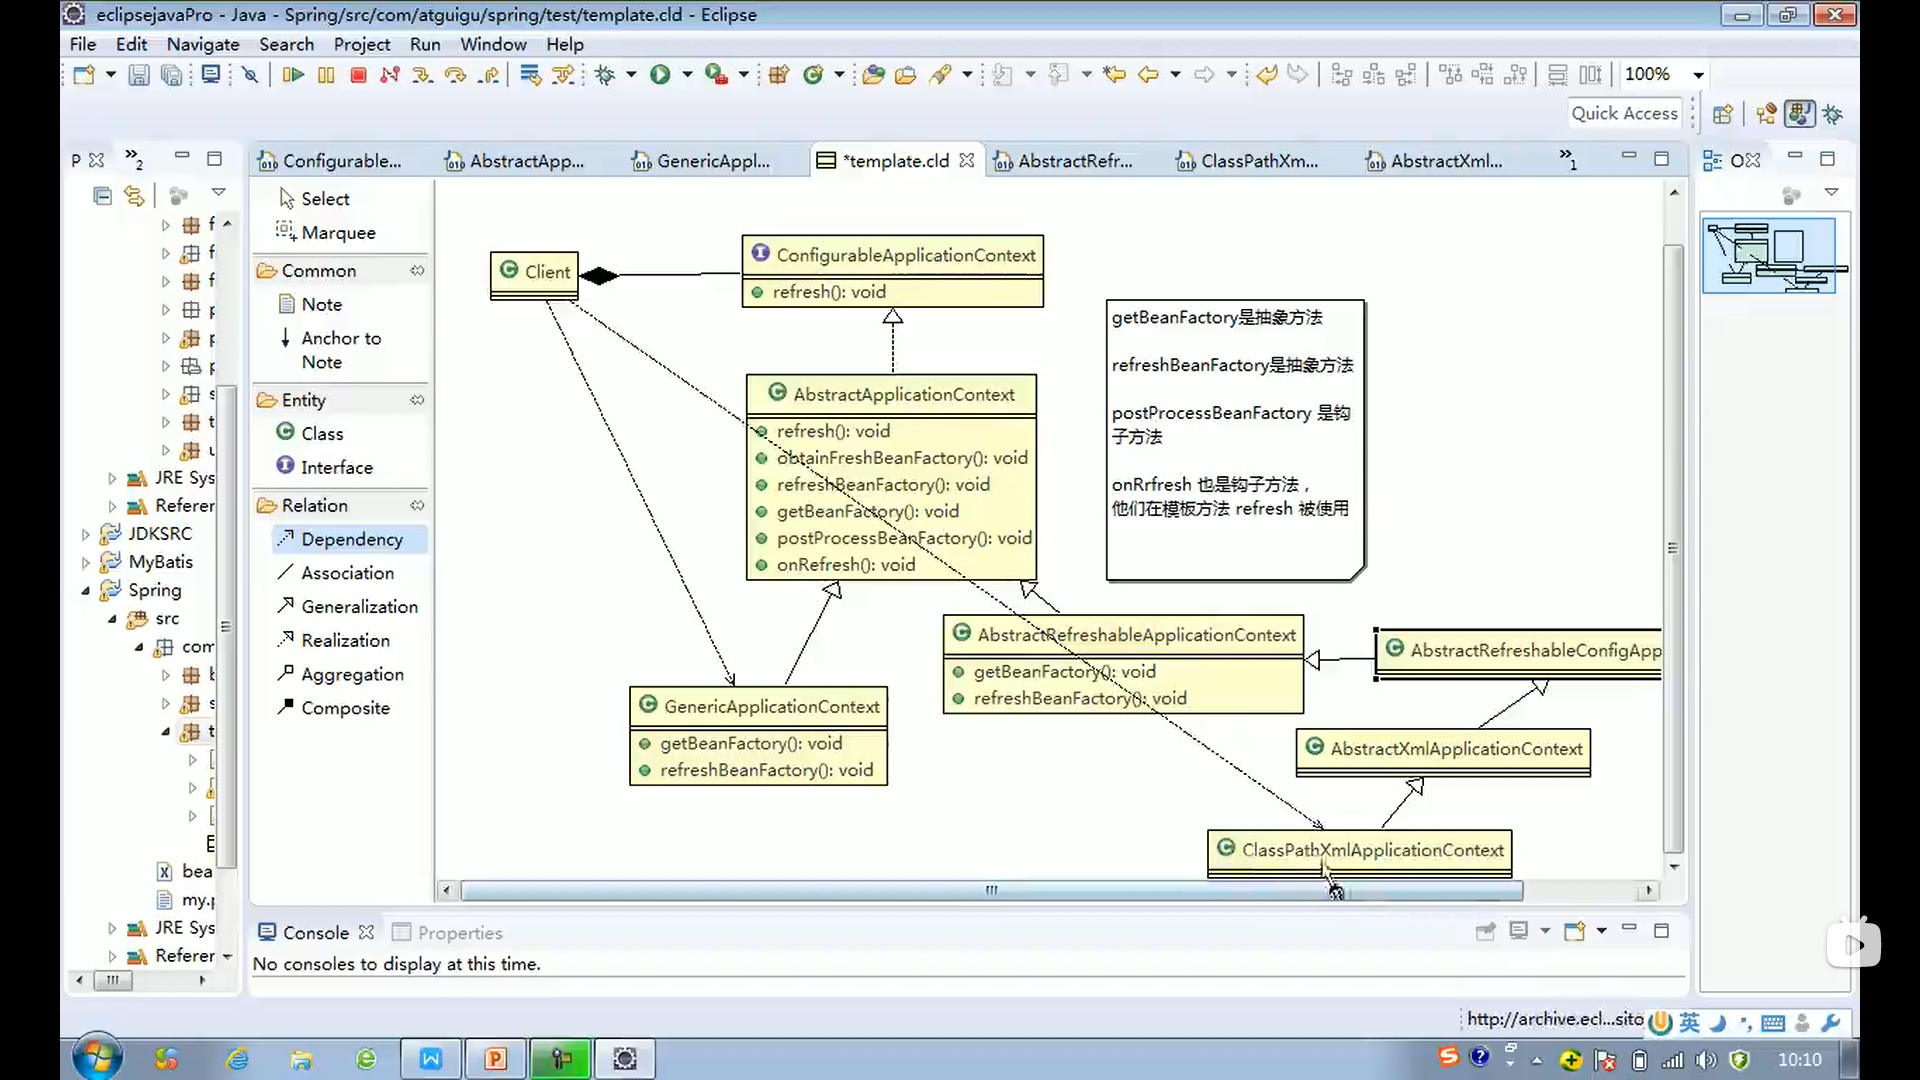 eclipsejavaPro - Java - Spring/src/com/atguigu/spring/test/template.cld - Eclipse
File Edit Navigate Search Project Run Window Help
100%
Quick Access
P
2
Configurable...
AbstractApp...
GenericAppl...
*template.cld
AbstractRefr...
ClassPathXm...
AbstractXml...
1
O
Select
Marquee
Common
Note
Anchor to
Note
Entity
Class
Interface
Relation
Dependency
Association
Generalization
Realization
Aggregation
Composite
JRE Sys
Referer
JDKSRC
MyBatis
Spring
src
com
bea
my.p
JRE Sys
Referer
Client
ConfigurableApplicationContext
refresh(): void
AbstractApplicationContext
refresh(): void
obtainFreshBeanFactory(): void
refreshBeanFactory(): void
getBeanFactory(): void
postProcessBeanFactory(): void
onRefresh(): void
getBeanFactory是抽象方法
refreshBeanFactory是抽象方法
postProcessBeanFactory 是钩
子方法
onRrfresh 也是钩子方法，
他们在模板方法 refresh 被使用
AbstractRefreshableApplicationContext
getBeanFactory(): void
refreshBeanFactory(): void
AbstractRefreshableConfigApp
GenericApplicationContext
getBeanFactory(): void
refreshBeanFactory(): void
AbstractXmlApplicationContext
ClassPathXmlApplicationContext
Console
Properties
No consoles to display at this time.
http://archive.ecl...sito
英
10:10